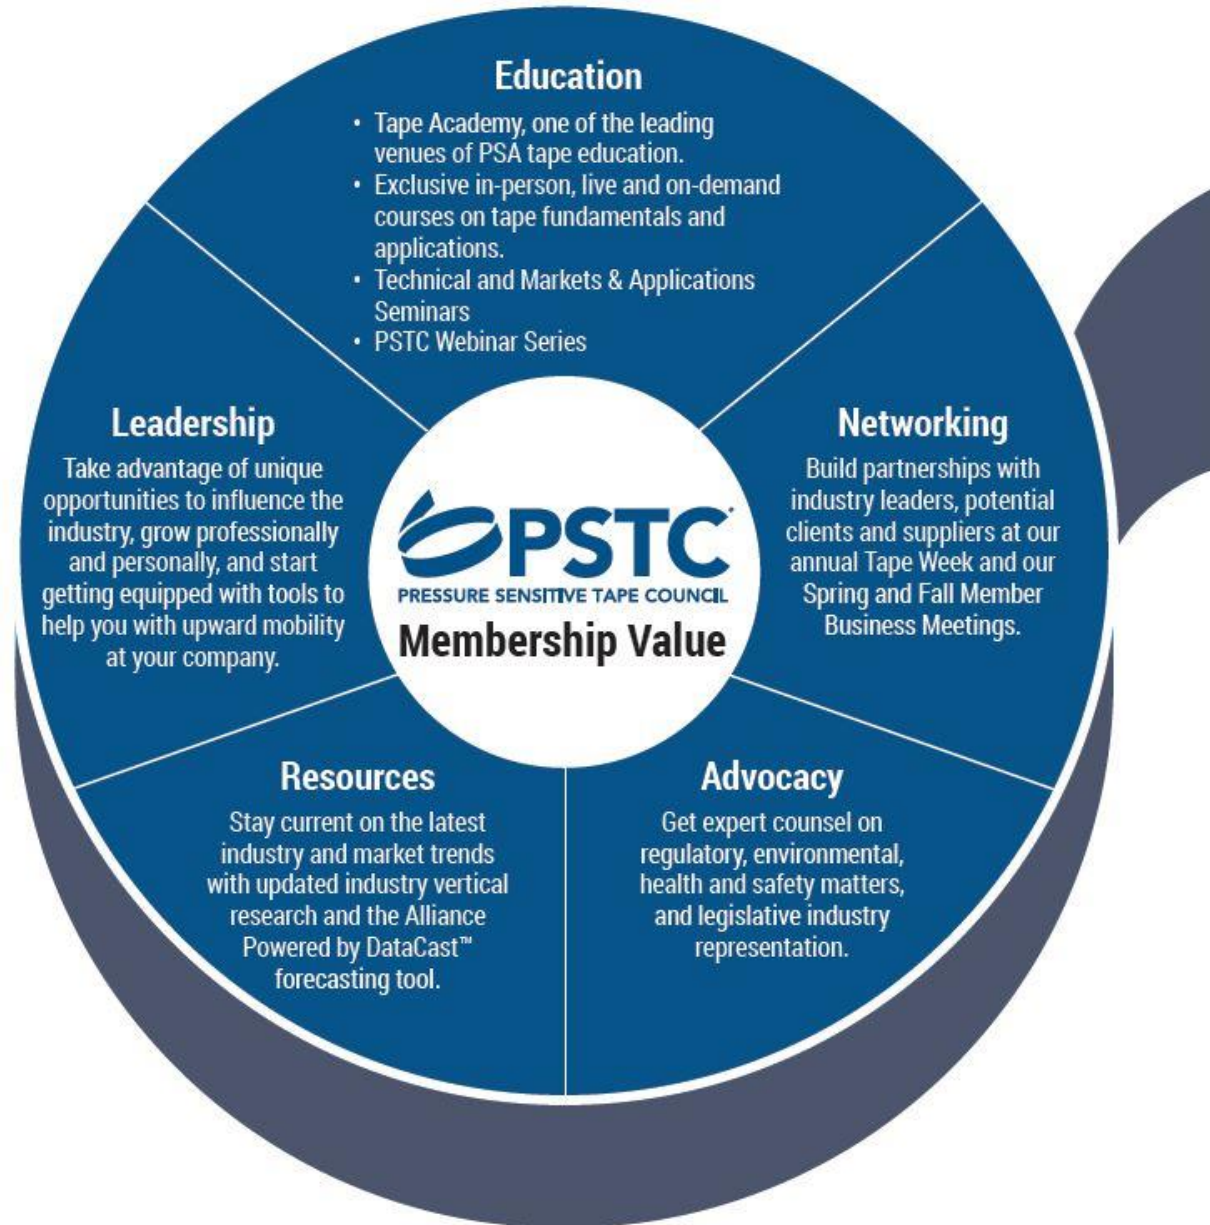 Education
• Tape Academy, one of the leading
venues of PSA tape education.
• Exclusive in-person, live and on-demand
courses on tape fundamentals and
applications.
• Technical and Markets & Applications
Seminars
• PSTC Webinar Series
Leadership
Take advantage of unique
opportunities to influence the
industry, grow professionally
and personally, and start
getting equipped with tools to
help you with upward mobility
at your company.
PSTC
PRESSURE SENSITIVE TAPE COUNCIL
Membership Value
Networking
Build partnerships with
industry leaders, potential
clients and suppliers at our
annual Tape Week and our
Spring and Fall Member
Business Meetings.
Resources
Stay current on the latest
industry and market trends
with updated industry vertical
research and the Alliance
Powered by DataCast™
forecasting tool.
Advocacy
Get expert counsel on
regulatory, environmental,
health and safety matters,
and legislative industry
representation.